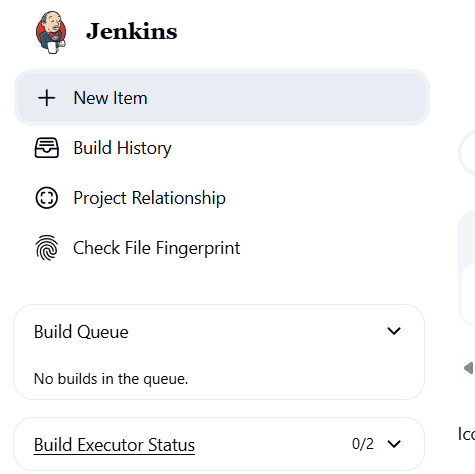 Jenkins
New Item
Build History
Project Relationship
Check File Fingerprint
Build Queue
No builds in the queue.
Build Executor Status 0/2